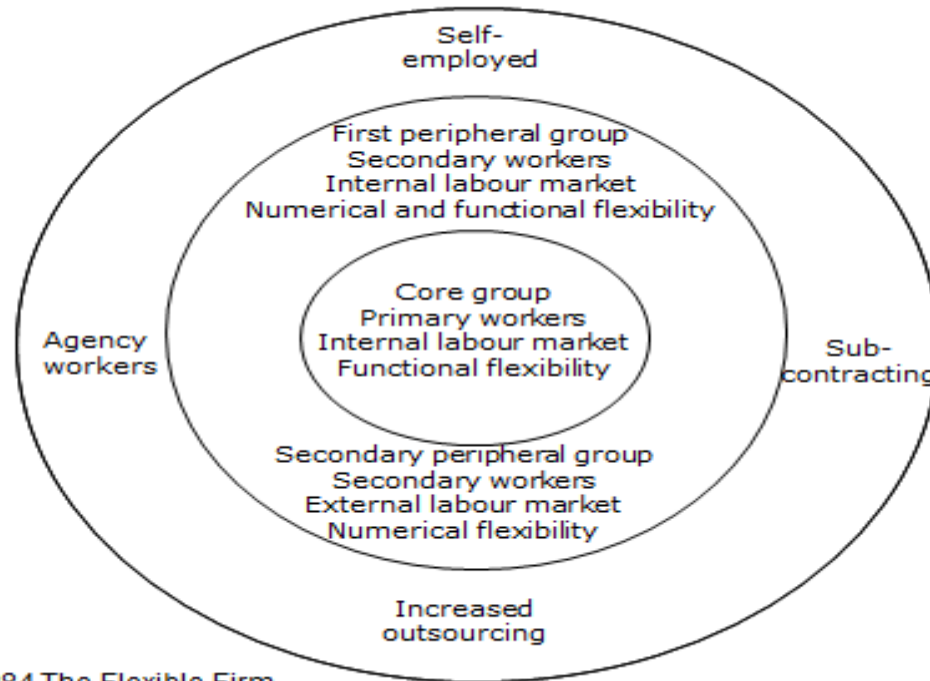 Self-
employed
First peripheral group
Secondary workers
Internal labour market
Numerical and functional flexibility
Core group
Primary workers
Internal labour market
Functional flexibility
Agency
workers
Sub-
contracting
Secondary peripheral group
Secondary workers
External labour market
Numerical flexibility
Increased
outsourcing
84 The Flexible Firm